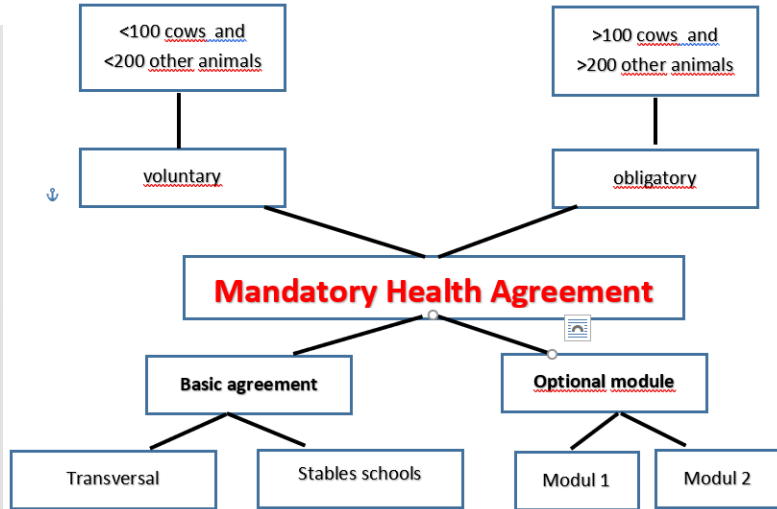 <100 cows and
<200 other animals
>100 cows and
>200 other animals
voluntary
obligatory
Mandatory Health Agreement
Basic agreement
Optional module
Transversal
Stables schools
Modul 1
Modul 2